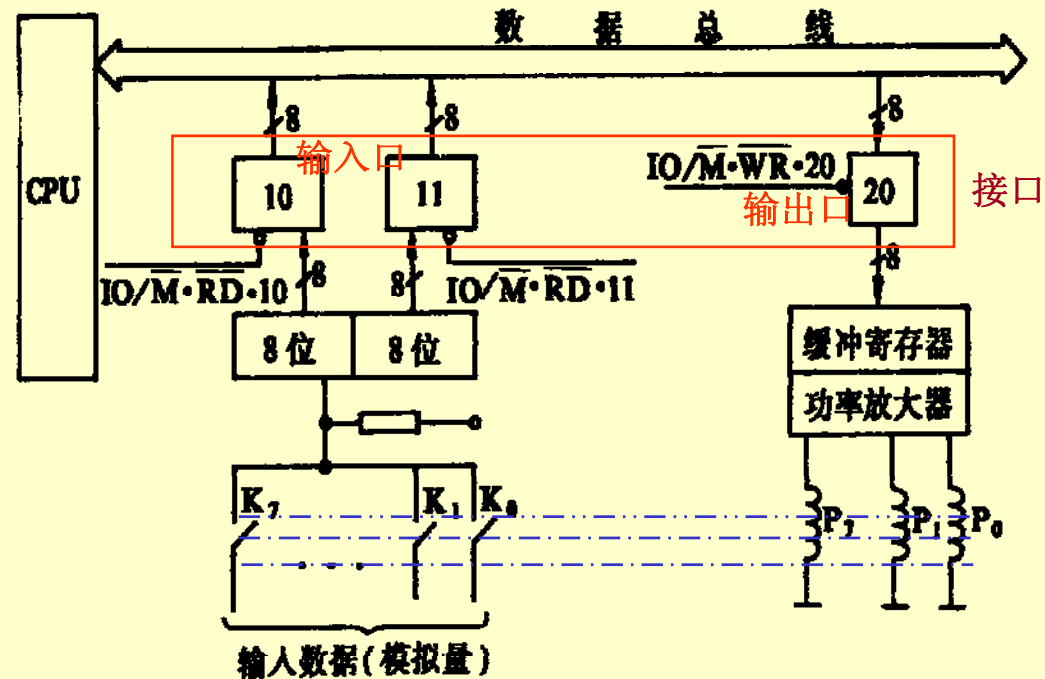 数 据 总 线
CPU
8
8
8
输入口
10
11
IO/M̅·W̅R̅·20
输出口
20
接口
IO/M̅·R̅D̅·10
8
8
IO/M̅·R̅D̅·11
8
8位
8位
缓冲寄存器
功率放大器
K₇
K₁
K₀
P₇
P₁
P₀
· · ·
输人数据(模拟量)